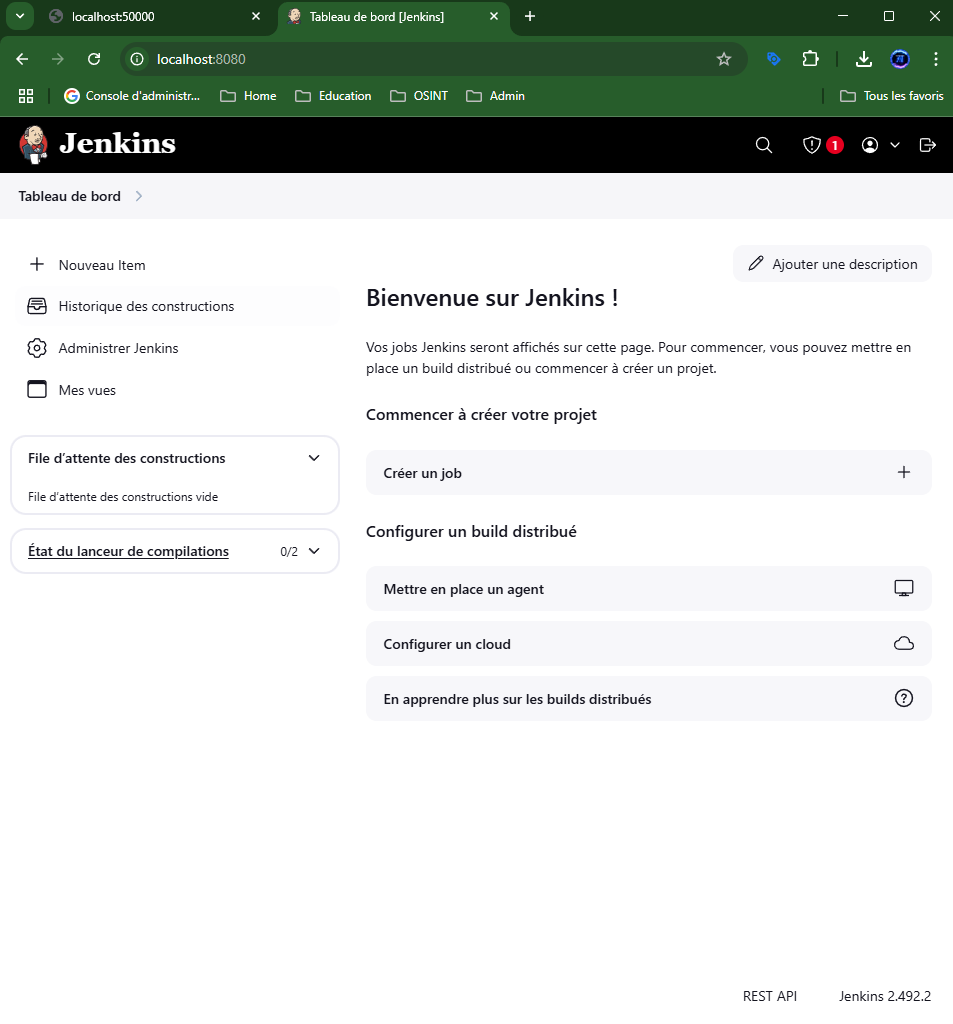 localhost:50000
Tableau de bord [Jenkins]
localhost:8080
Console d'administr...
Home
Education
OSINT
Admin
Tous les favoris
Jenkins
1
Tableau de bord
Nouveau Item
Ajouter une description
Historique des constructions
Administrer Jenkins
Mes vues
File d’attente des constructions
File d’attente des constructions vide
État du lanceur de compilations
0/2
Bienvenue sur Jenkins !
Vos jobs Jenkins seront affichés sur cette page. Pour commencer, vous pouvez mettre en
place un build distribué ou commencer à créer un projet.
Commencer à créer votre projet
Créer un job
Configurer un build distribué
Mettre en place un agent
Configurer un cloud
En apprendre plus sur les builds distribués
REST API
Jenkins 2.492.2